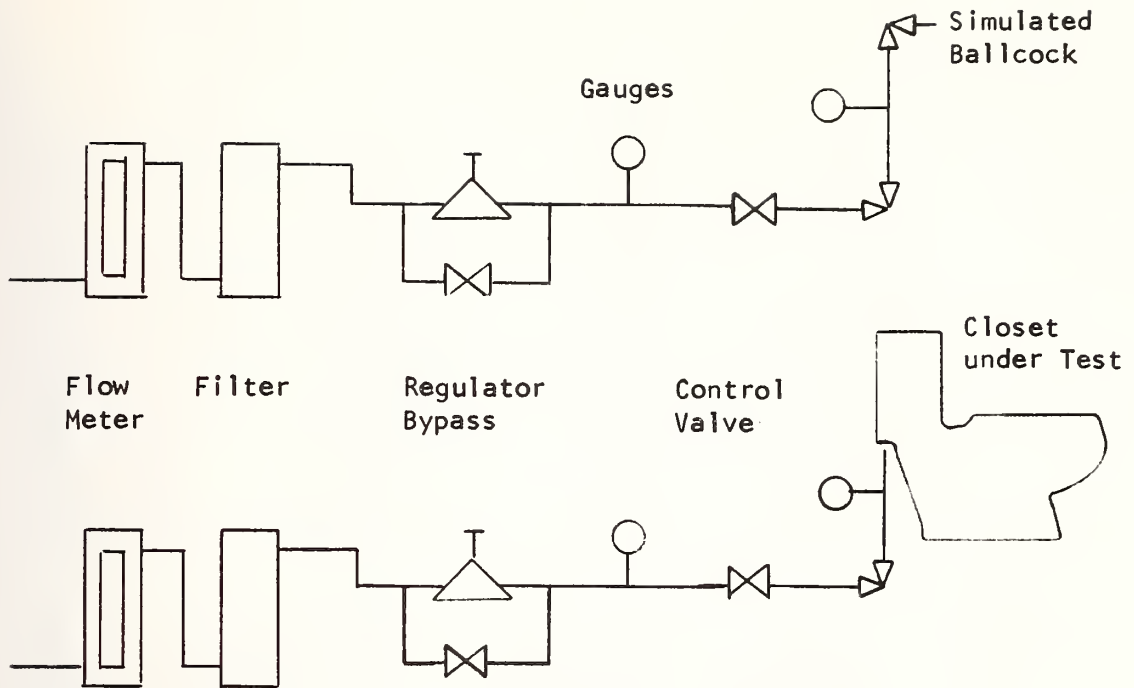 Simulated
Ballcock
Gauges
Closet
under Test
Flow
Meter
Filter
Regulator
Bypass
Control
Valve